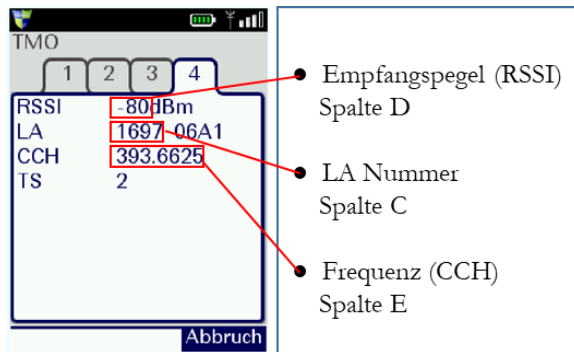 TMO
1 2 3 4
RSSI -80dBm
LA 1697 06A1
CCH 393.6625
TS 2
Abbruch
Empfangspegel (RSSI)
Spalte D
LA Nummer
Spalte C
Frequenz (CCH)
Spalte E